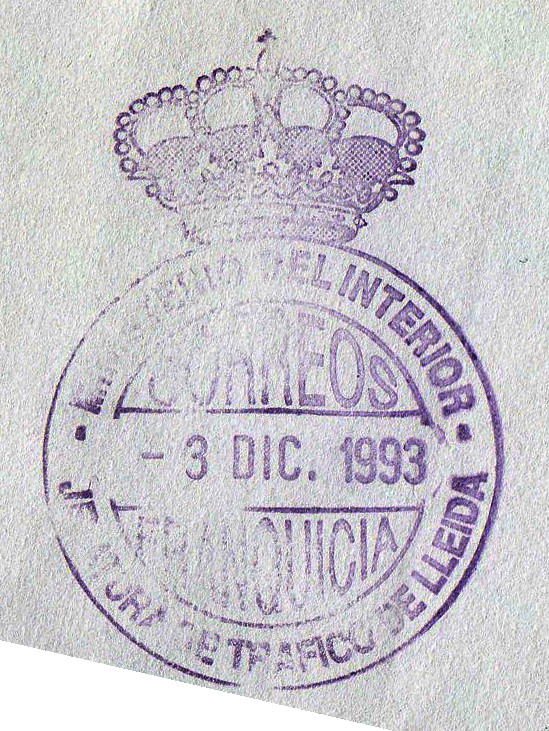 MINISTERIO DEL INTERIOR
CORREOS
- 3 DIC. 1993
FRANQUICIA
JEFATURA DE TRAFICO DE LLEIDA